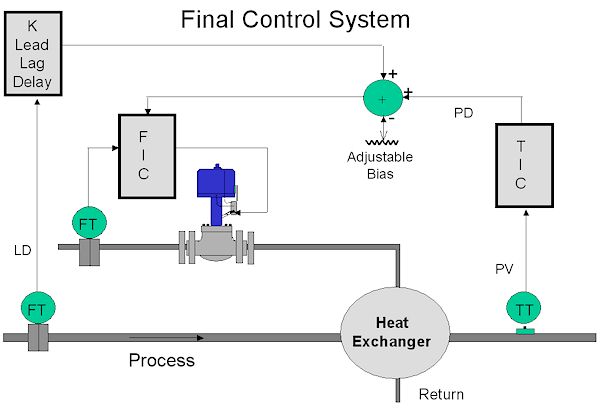 Final Control System
K
Lead
Lag
Delay
+
+
+
-
PD
Adjustable
Bias
F
I
C
T
I
C
FT
LD
PV
FT
TT
Heat
Exchanger
Process
Return